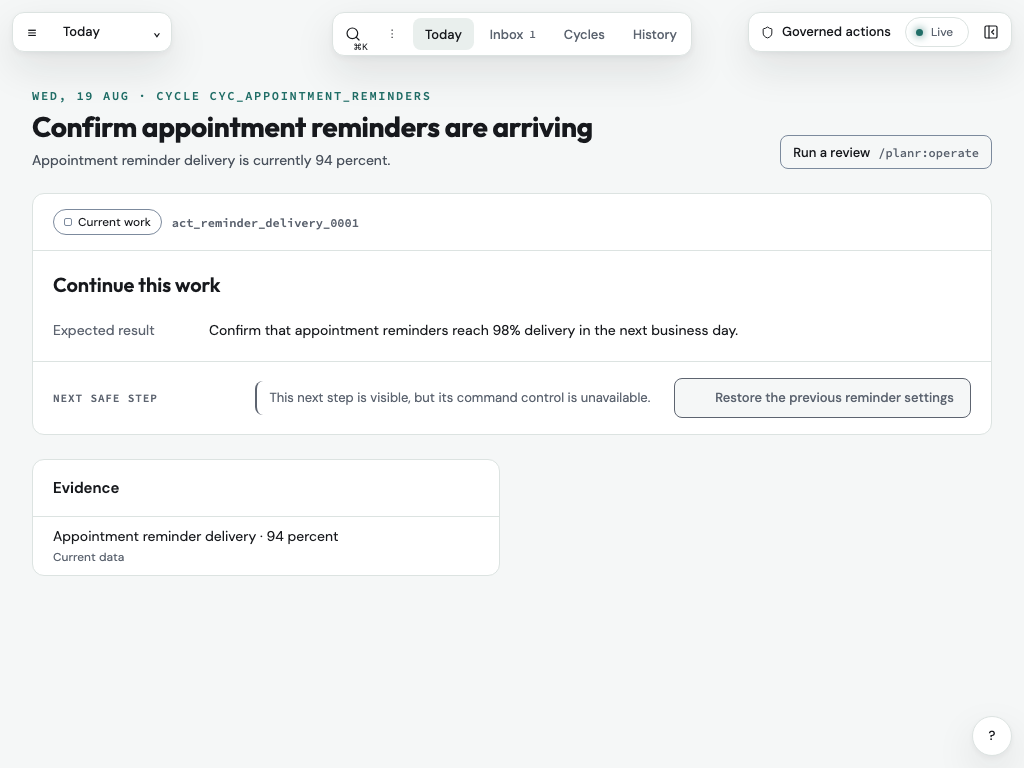 ≡ Today
⌘K
Today
Inbox 1
Cycles
History
Governed actions
Live
WED, 19 AUG · CYCLE CYC_APPOINTMENT_REMINDERS
Confirm appointment reminders are arriving
Appointment reminder delivery is currently 94 percent.
Run a review /planr:operate
Current work act_reminder_delivery_0001
Continue this work
Expected result Confirm that appointment reminders reach 98% delivery in the next business day.
NEXT SAFE STEP This next step is visible, but its command control is unavailable. Restore the previous reminder settings
Evidence
Appointment reminder delivery · 94 percent
Current data
?